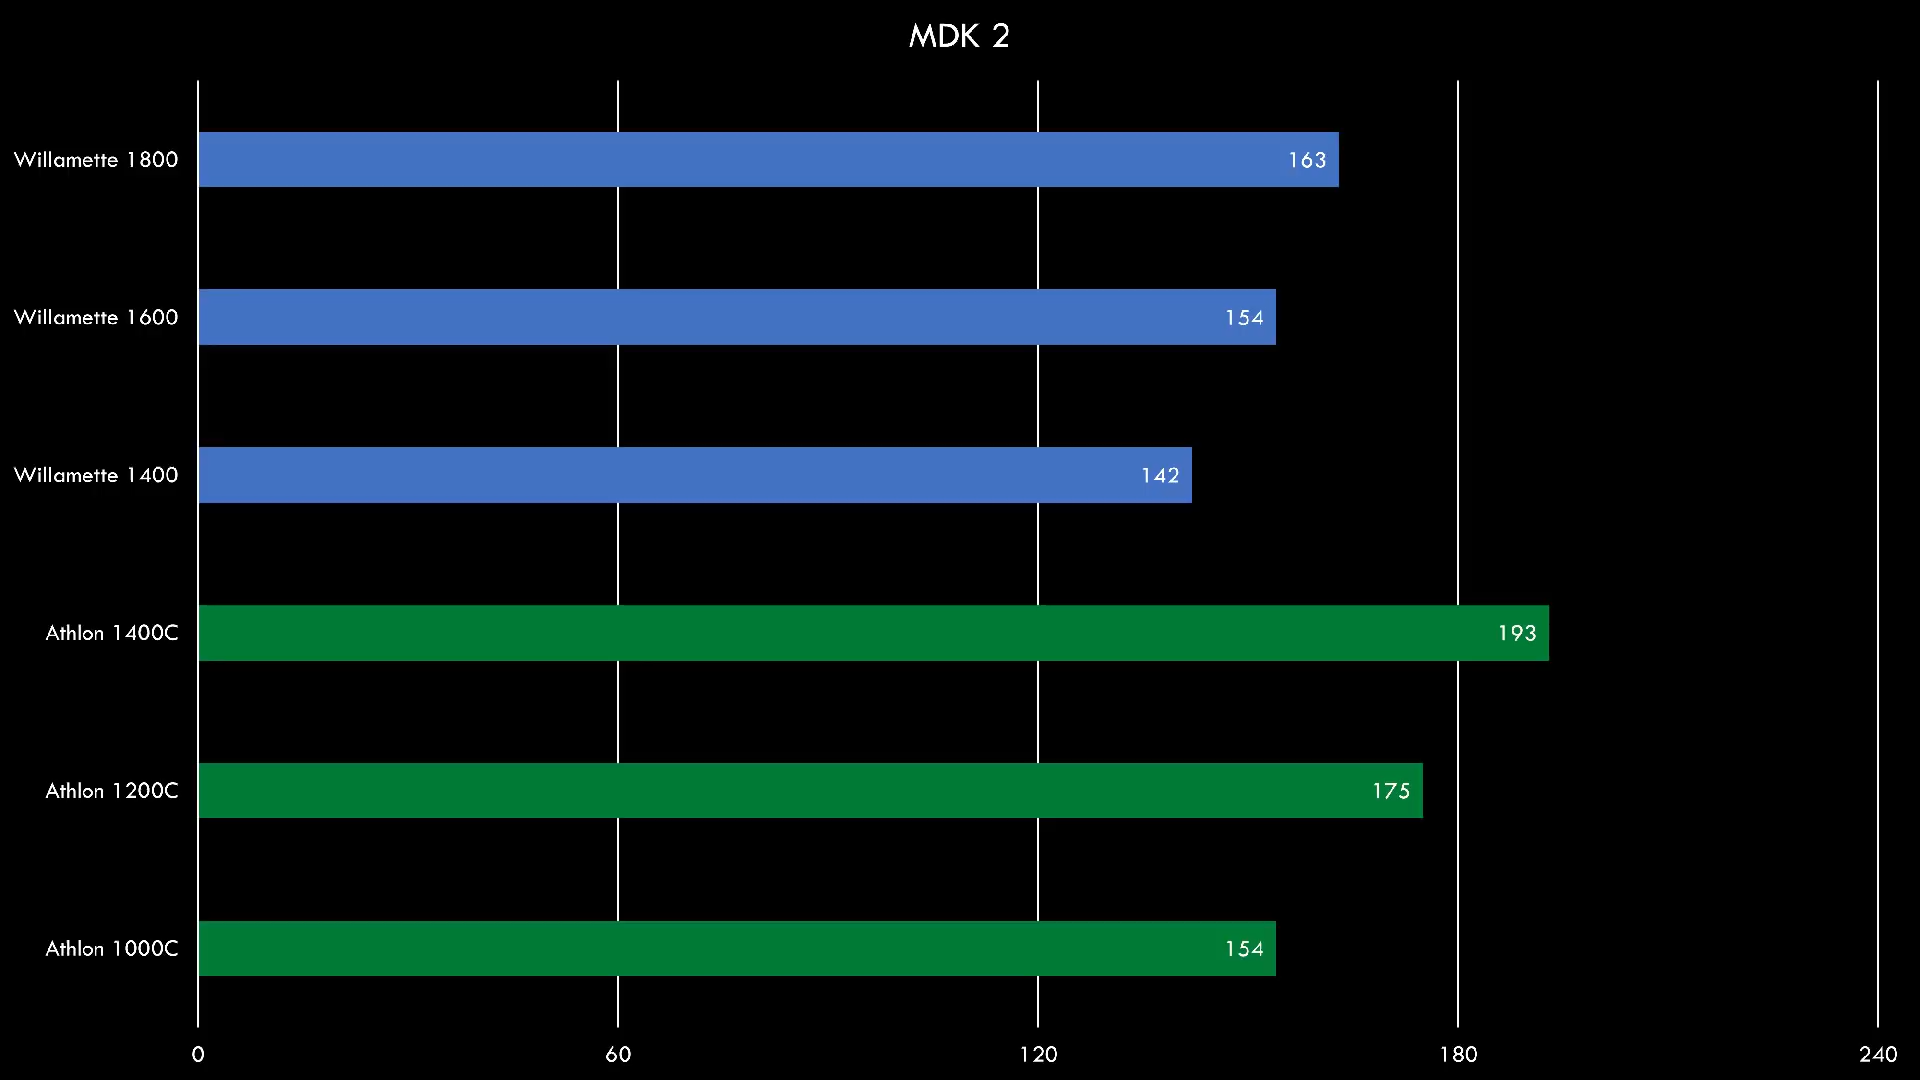 MDK 2
Willamette 1800
163
Willamette 1600
154
Willamette 1400
142
Athlon 1400C
193
Athlon 1200C
175
Athlon 1000C
154
0 60 120 180 240